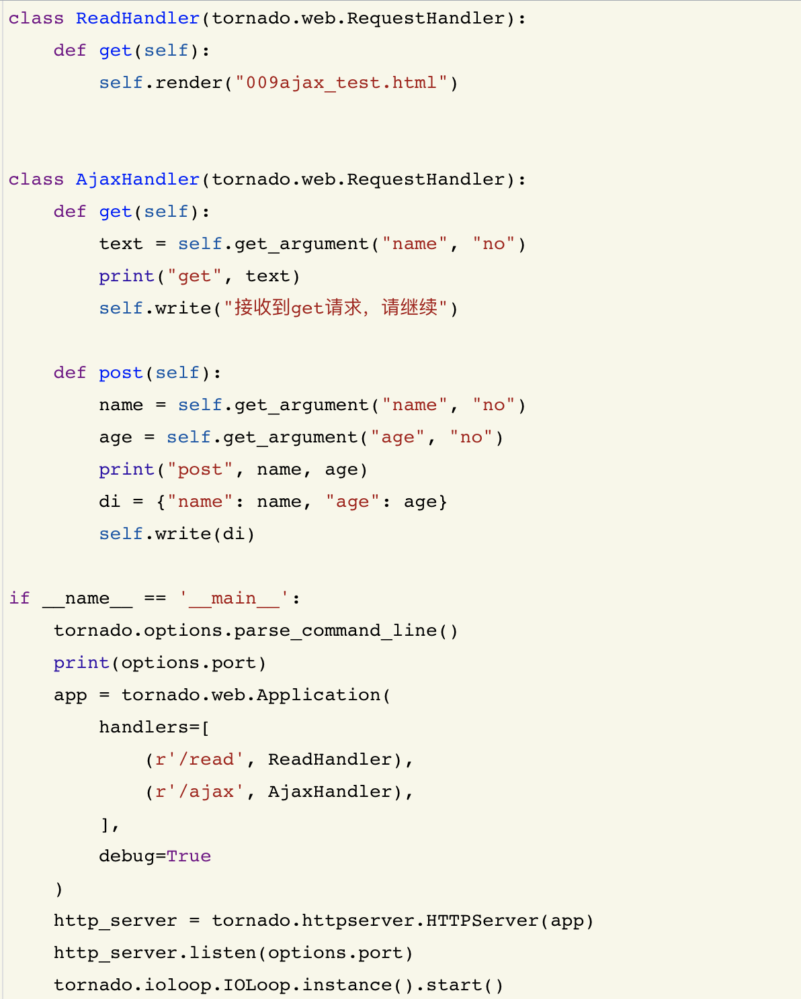 class ReadHandler(tornado.web.RequestHandler):
    def get(self):
        self.render("009ajax_test.html")
class AjaxHandler(tornado.web.RequestHandler):
    def get(self):
        text = self.get_argument("name", "no")
        print("get", text)
        self.write("接收到get请求，请继续")
    def post(self):
        name = self.get_argument("name", "no")
        age = self.get_argument("age", "no")
        print("post", name, age)
        di = {"name": name, "age": age}
        self.write(di)
if __name__ == '__main__':
    tornado.options.parse_command_line()
    print(options.port)
    app = tornado.web.Application(
        handlers=[
            (r'/read', ReadHandler),
            (r'/ajax', AjaxHandler),
        ],
        debug=True
    )
    http_server = tornado.httpserver.HTTPServer(app)
    http_server.listen(options.port)
    tornado.ioloop.IOLoop.instance().start()